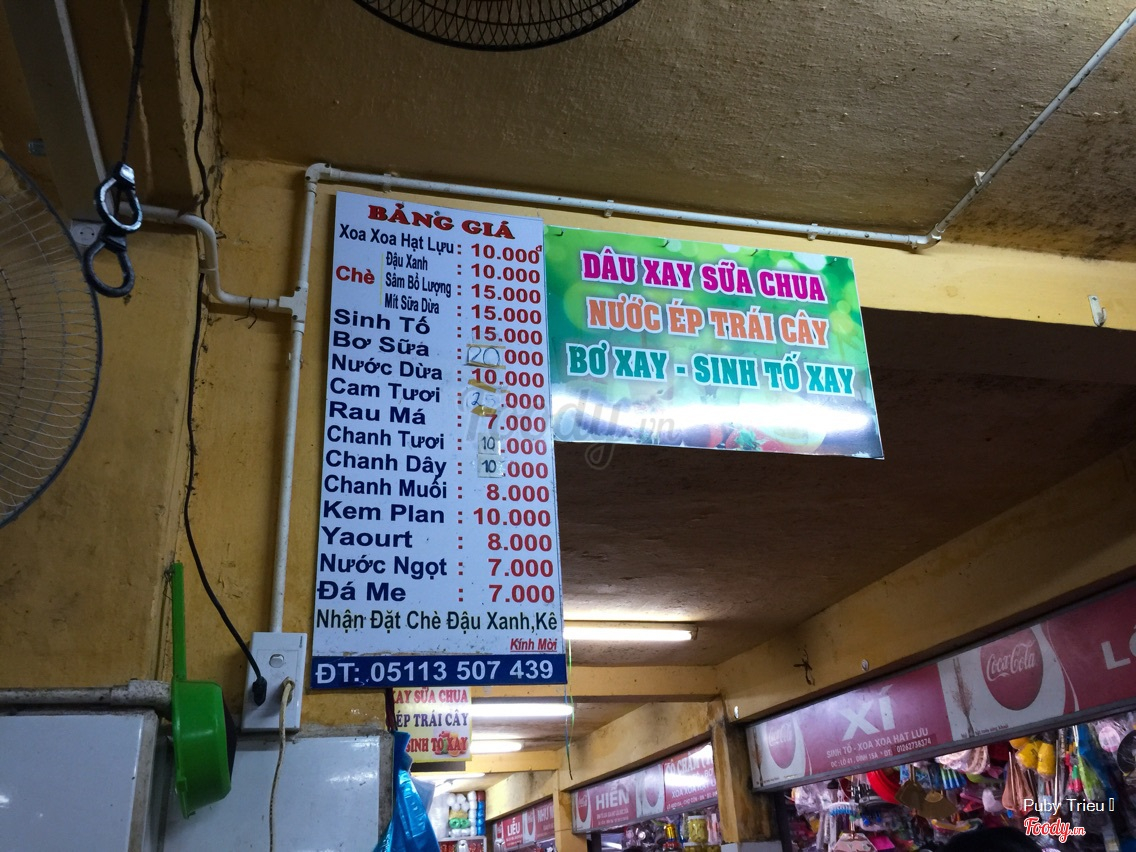 BẢNG GIÁ
Xoa Xoa Hạt Lựu : 10.000đ
Chè Đậu Xanh : 10.000
Sâm Bổ Lượng : 15.000
Mít Sữa Dừa : 15.000
Sinh Tố : 15.000
Bơ Sữa : 20.000
Nước Dừa : 10.000
Cam Tươi : 25.000
Rau Má : 7.000
Chanh Tươi : 10.000
Chanh Dây : 10.000
Chanh Muối : 8.000
Kem Plan : 10.000
Yaourt : 8.000
Nước Ngọt : 7.000
Đá Me : 7.000
Nhận Đặt Chè Đậu Xanh,Kê
Kính Mời
ĐT: 05113 507 439
DÂU XAY SỮA CHUA
NƯỚC ÉP TRÁI CÂY
BƠ XAY - SINH TỐ XAY
XAY SỮA CHUA
ÉP TRÁI CÂY
SINH TỐ XAY
Coca-Cola
XÍ
SINH TỐ - XOA XOA HẠT LỰU
HIỀN
LIỄU
foody.vn
Puby Trieu
Foody.vn